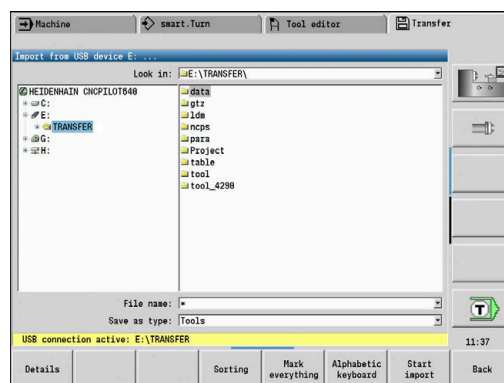 Machine
smart.Turn
Tool editor
Transfer
Import from USB device E: ...
Look in: E:\TRANSFER\
HEIDENHAIN CNCPILOT640
C:
E:
TRANSFER
G:
H:
data
gtz
ldm
ncps
para
Project
table
tool
tool_4290
File name: *
Save as type: Tools
USB connection active: E:\TRANSFER
T
11:37
Details
Sorting
Mark everything
Alphabetic keyboard
Start import
Back